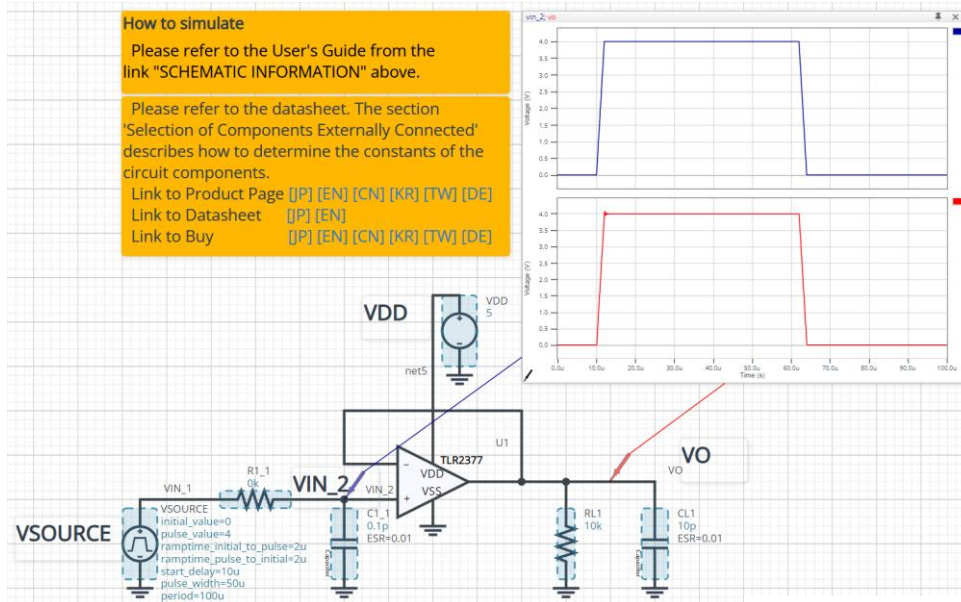 How to simulate
Please refer to the User's Guide from the
link "SCHEMATIC INFORMATION" above.
Please refer to the datasheet. The section
'Selection of Components Externally Connected'
describes how to determine the constants of the
circuit components.
Link to Product Page [JP] [EN] [CN] [KR] [TW] [DE]
Link to Datasheet [JP] [EN]
Link to Buy [JP] [EN] [CN] [KR] [TW] [DE]
vin_2; vo
Voltage (V)
4.0
3.5
3.0
2.5
2.0
1.5
1.0
0.5
0.0
Voltage (V)
4.0
3.5
3.0
2.5
2.0
1.5
1.0
0.5
0.0
0.0u 10.0u 20.0u 30.0u 40.0u 50.0u 60.0u 70.0u 80.0u 90.0u 100.0u
Time (s)
VDD
VDD
5
net5
U1
TLR2377
VDD
VSS
VO
VO
R1_1
0k
VIN_1
VIN_2
VIN_2
VSOURCE
VSOURCE
initial_value=0
pulse_value=4
ramptime_initial_to_pulse=2u
ramptime_pulse_to_initial=2u
start_delay=10u
pulse_width=50u
period=100u
C1_1
0.1p
ESR=0.01
Capacitor
RL1
10k
CL1
10p
ESR=0.01
Capacitor